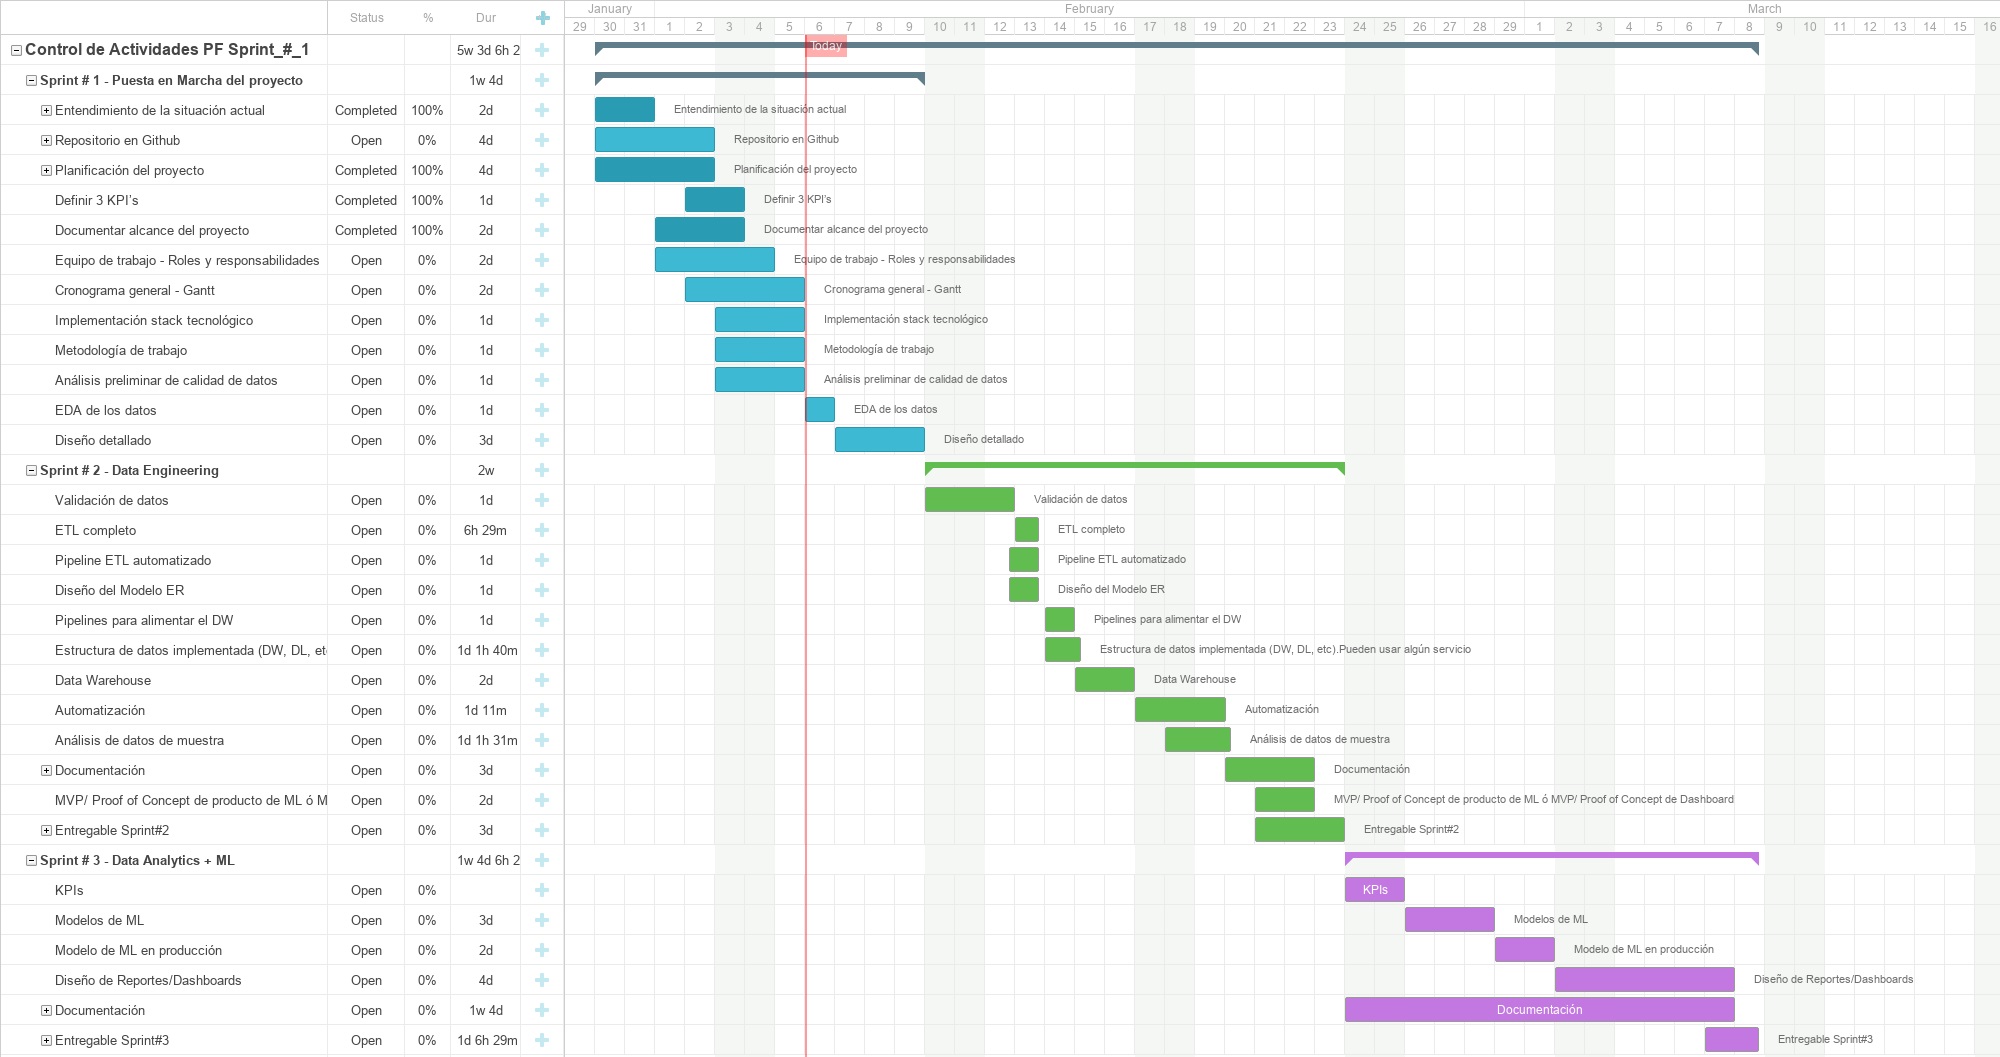 January February March
Status % Dur 29 30 31 1 2 3 4 5 6 7 8 9 10 11 12 13 14 15 16 17 18 19 20 21 22 23 24 25 26 27 28 29 1 2 3 4 5 6 7 8 9 10 11 12 13 14 15 16
Control de Actividades PF Sprint_#_1 5w 3d 6h 2 Today
Sprint # 1 - Puesta en Marcha del proyecto 1w 4d
Entendimiento de la situación actual Completed 100% 2d Entendimiento de la situación actual
Repositorio en Github Open 0% 4d Repositorio en Github
Planificación del proyecto Completed 100% 4d Planificación del proyecto
Definir 3 KPI's Completed 100% 1d Definir 3 KPI's
Documentar alcance del proyecto Completed 100% 2d Documentar alcance del proyecto
Equipo de trabajo - Roles y responsabilidades Open 0% 2d Equipo de trabajo - Roles y responsabilidades
Cronograma general - Gantt Open 0% 2d Cronograma general - Gantt
Implementación stack tecnológico Open 0% 1d Implementación stack tecnológico
Metodología de trabajo Open 0% 1d Metodología de trabajo
Análisis preliminar de calidad de datos Open 0% 1d Análisis preliminar de calidad de datos
EDA de los datos Open 0% 1d EDA de los datos
Diseño detallado Open 0% 3d Diseño detallado
Sprint # 2 - Data Engineering 2w
Validación de datos Open 0% 1d Validación de datos
ETL completo Open 0% 6h 29m ETL completo
Pipeline ETL automatizado Open 0% 1d Pipeline ETL automatizado
Diseño del Modelo ER Open 0% 1d Diseño del Modelo ER
Pipelines para alimentar el DW Open 0% 1d Pipelines para alimentar el DW
Estructura de datos implementada (DW, DL, et Open 0% 1d 1h 40m Estructura de datos implementada (DW, DL, etc).Pueden usar algún servicio
Data Warehouse Open 0% 2d Data Warehouse
Automatización Open 0% 1d 11m Automatización
Análisis de datos de muestra Open 0% 1d 1h 31m Análisis de datos de muestra
Documentación Open 0% 3d Documentación
MVP/ Proof of Concept de producto de ML ó M Open 0% 2d MVP/ Proof of Concept de producto de ML ó MVP/ Proof of Concept de Dashboard
Entregable Sprint#2 Open 0% 3d Entregable Sprint#2
Sprint # 3 - Data Analytics + ML 1w 4d 6h 2
KPIs Open 0% KPIs
Modelos de ML Open 0% 3d Modelos de ML
Modelo de ML en producción Open 0% 2d Modelo de ML en producción
Diseño de Reportes/Dashboards Open 0% 4d Diseño de Reportes/Dashboards
Documentación Open 0% 1w 4d Documentación
Entregable Sprint#3 Open 0% 1d 6h 29m Entregable Sprint#3